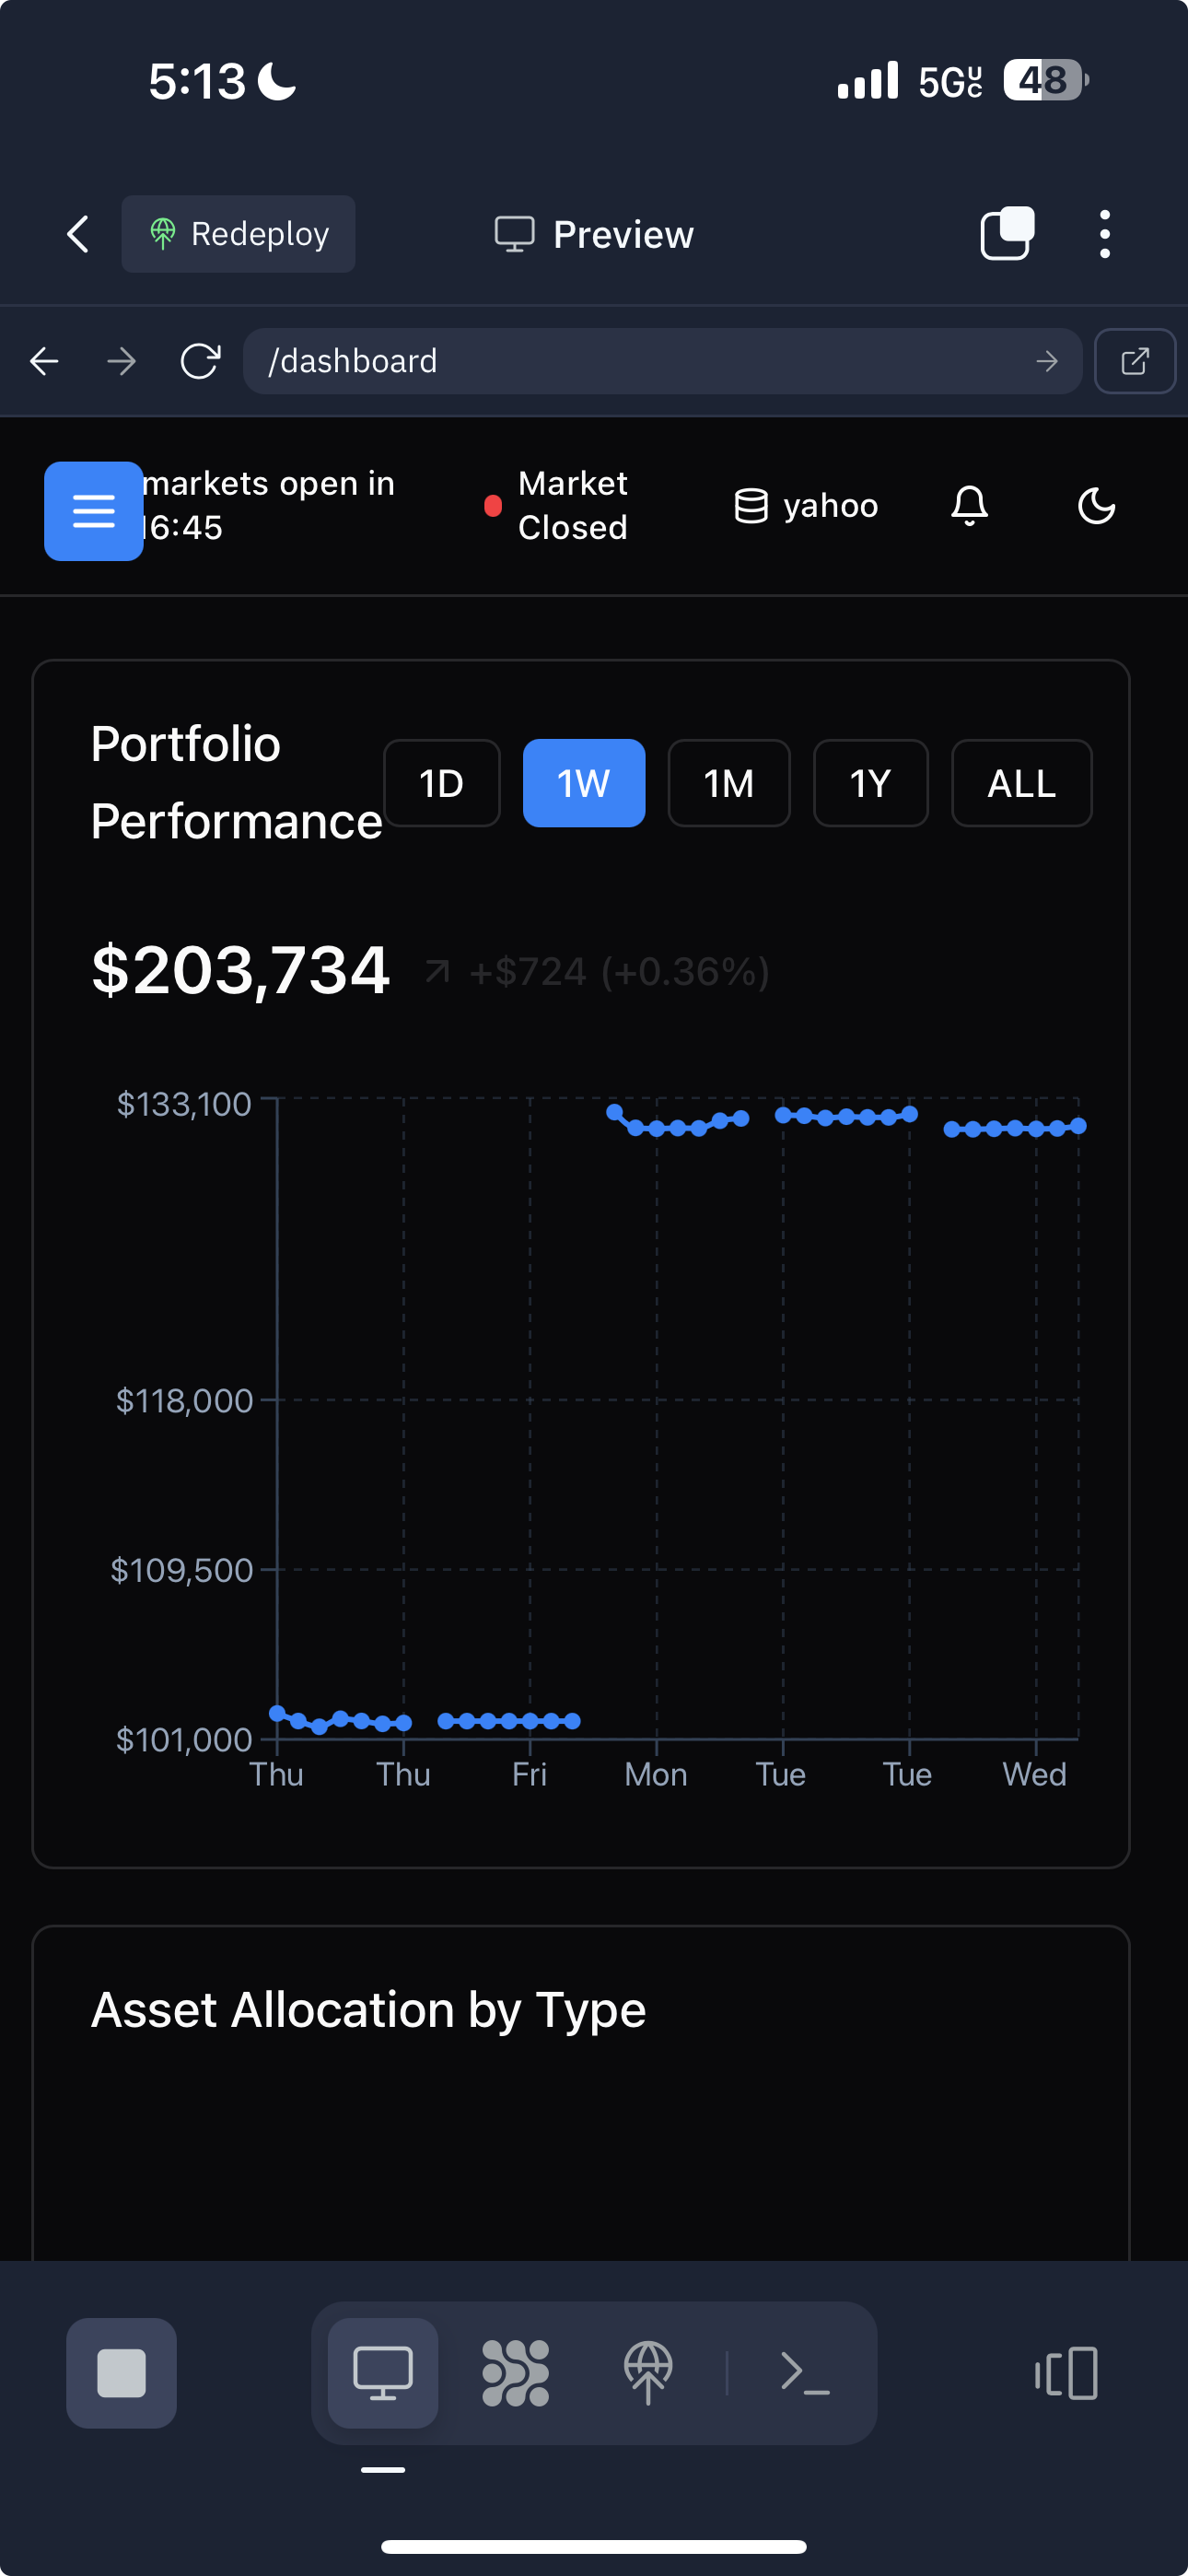 5:13
5GUC
48
Redeploy
Preview
/dashboard
markets open in
16:45
Market
Closed
yahoo
Portfolio
Performance
1D
1W
1M
1Y
ALL
$203,734
+$724 (+0.36%)
$133,100
$118,000
$109,500
$101,000
Thu
Thu
Fri
Mon
Tue
Tue
Wed
Asset Allocation by Type